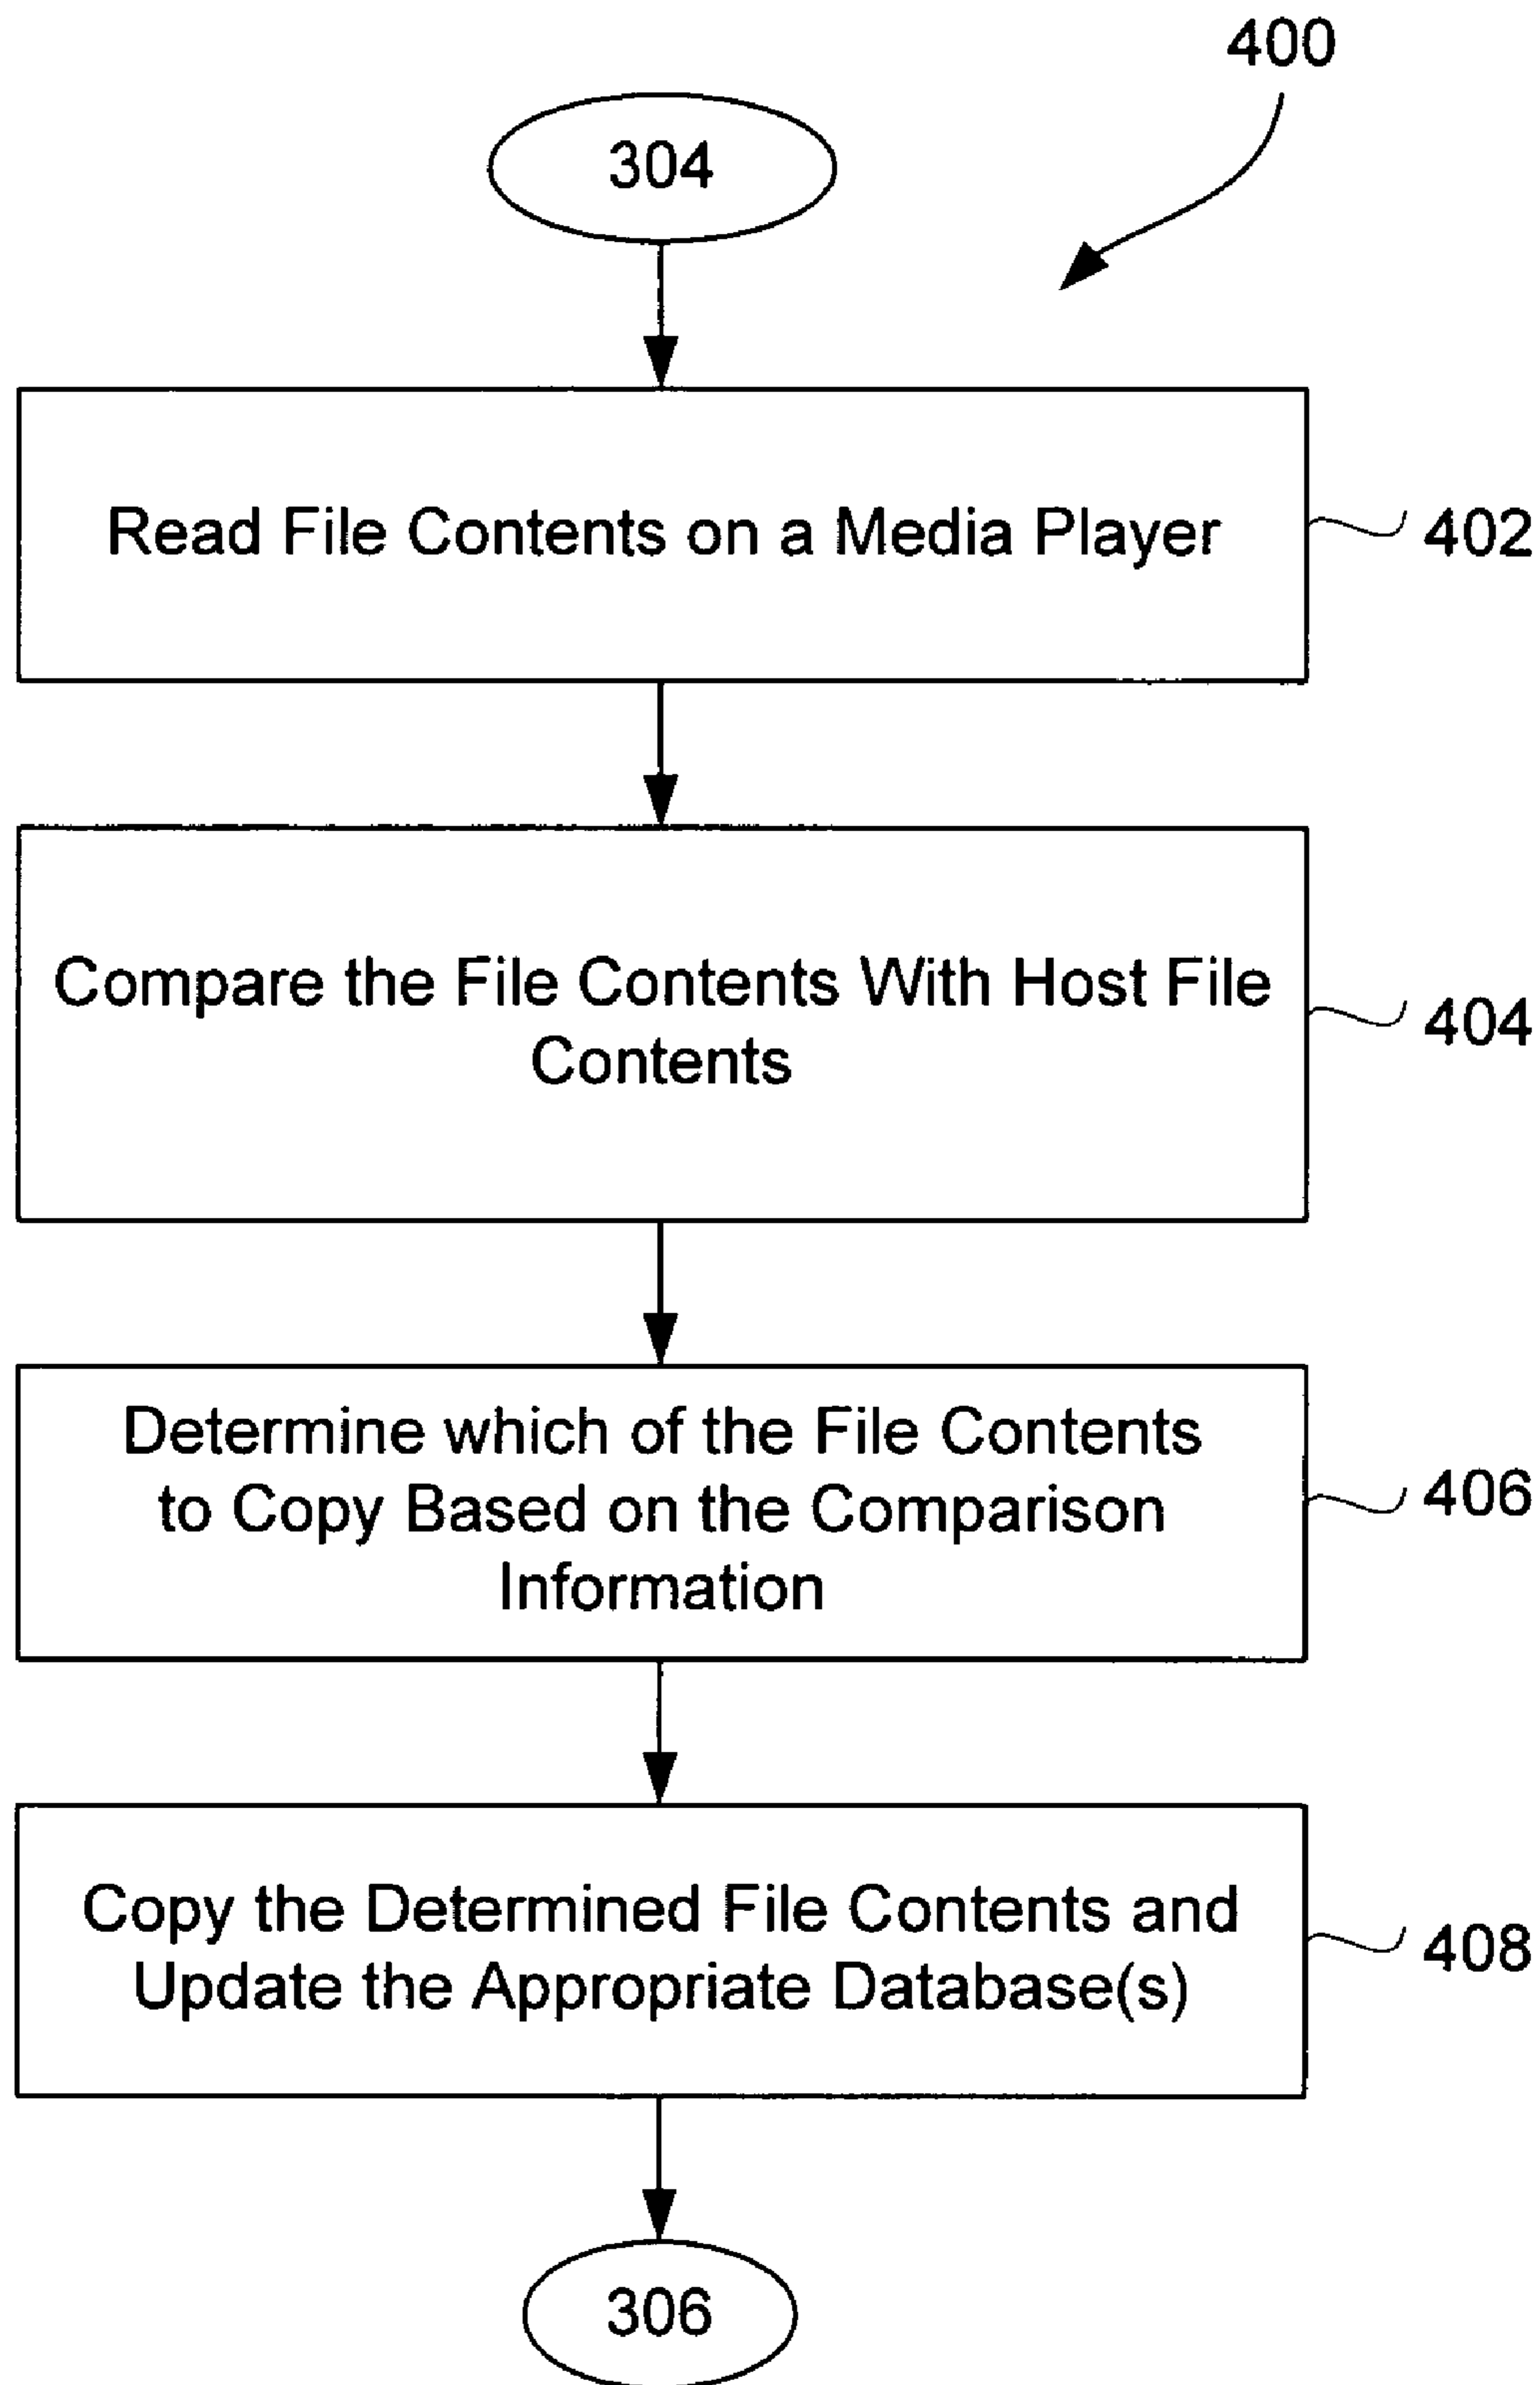 400
304
Read File Contents on a Media Player
402
Compare the File Contents With Host File
Contents
404
Determine which of the File Contents
to Copy Based on the Comparison
Information
406
Copy the Determined File Contents and
Update the Appropriate Database(s)
408
306